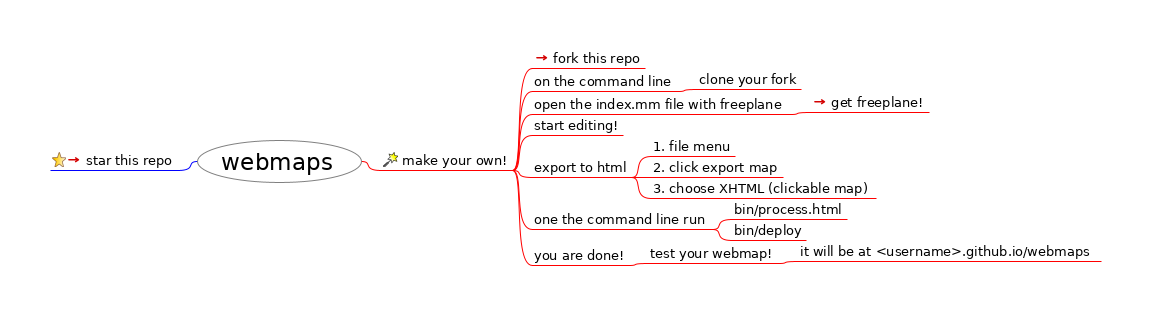 star this repo
webmaps
make your own!
fork this repo
on the command line
clone your fork
open the index.mm file with freeplane
get freeplane!
start editing!
export to html
1. file menu
2. click export map
3. choose XHTML (clickable map)
one the command line run
bin/process.html
bin/deploy
you are done!
test your webmap!
it will be at <username>.github.io/webmaps